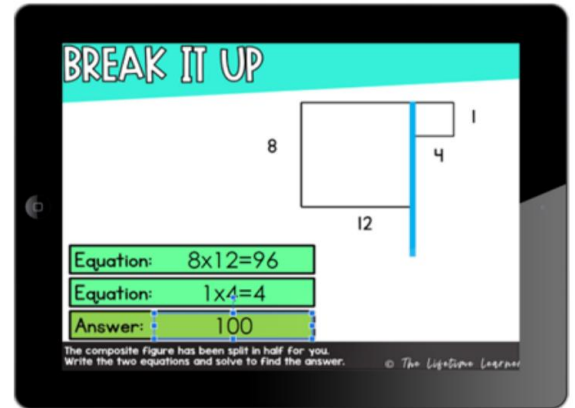 BREAK IT UP
1
8
4
12
Equation: 8x12=96
Equation: 1x4=4
Answer: 100
The composite figure has been split in half for you.
Write the two equations and solve to find the answer.
© The Lifetime Learner